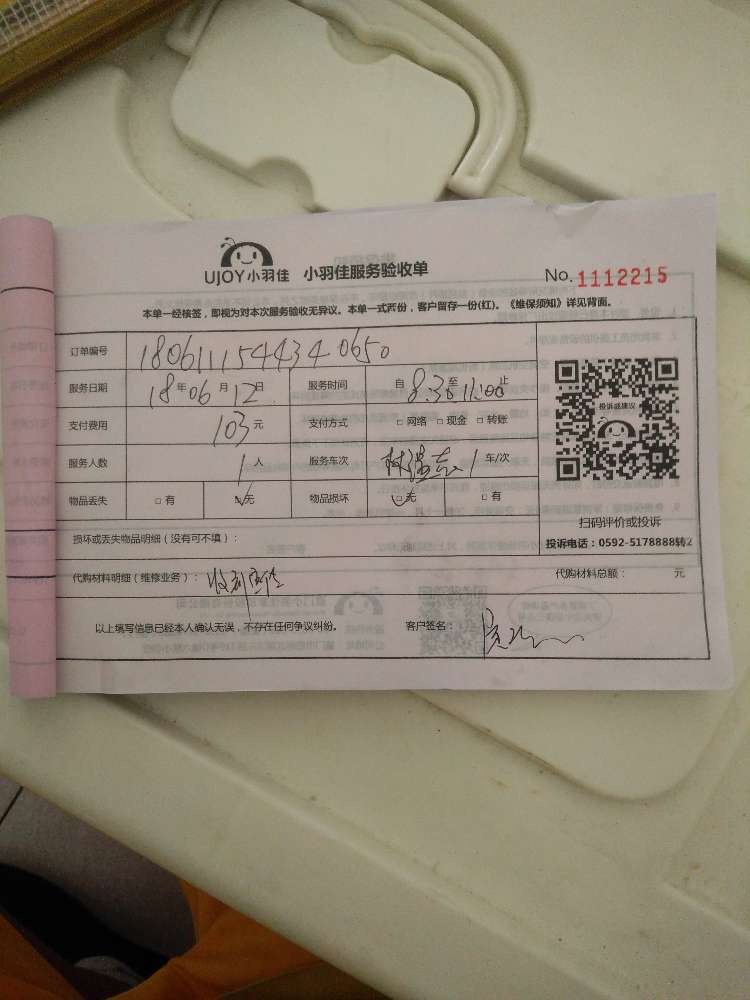 UJOY小羽佳 小羽佳服务验收单 No. 1112215
本单一经核签，即视为对本次服务验收无异议。本单一式两份，客户留存一份(红)。《维保须知》详见背面。
订单编号 180611154434 0650
服务日期 18年06月12日 服务时间 自8:30至11:00止
支付费用 103元 支付方式 □网络 □现金 □转账
服务人数 1人 服务车次 1车/次
物品丢失 □有 □无 物品损坏 □无 □有
投诉或建议
扫码评价或投诉
投诉电话：0592-5178888转2
损坏或丢失物品明细（没有可不填）：
代购材料明细（维修业务）： 代购材料总额： 元
以上填写信息已经本人确认无误，不存在任何争议纠纷。 客户签名：